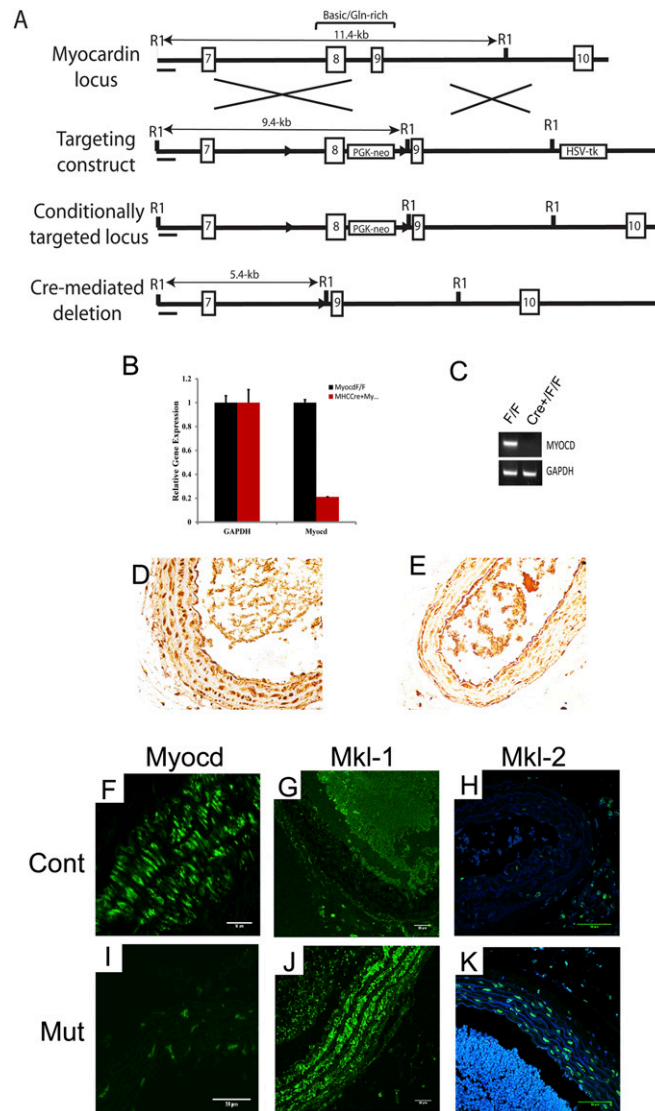 A
Basic/Gln-rich
R1 11.4-kb R1
Myocardin
locus
7 8 9 10
R1 9.4-kb R1 R1
Targeting
construct
7 8 PGK-neo 9 HSV-tk
R1 R1 R1
Conditionally
targeted locus
7 8 PGK-neo 9 10
R1 5.4-kb R1 R1
Cre-mediated
deletion
7 9 10
B
Relative Gene Expression
1.2
1
0.8
0.6
0.4
0.2
0
GAPDH Myocd
MyocdF/F
MHCCre+My...
C
F/F Cre+/F/F
MYOCD
GAPDH
D E
Myocd Mkl-1 Mkl-2
Cont
F G H
Mut
I J K